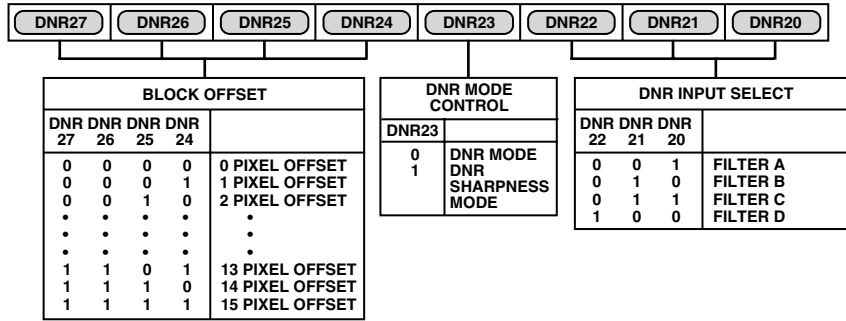 DNR27 DNR26 DNR25 DNR24 DNR23 DNR22 DNR21 DNR20
BLOCK OFFSET
DNR DNR DNR DNR
27 26 25 24
0 0 0 0 0 PIXEL OFFSET
0 0 0 1 1 PIXEL OFFSET
0 0 1 0 2 PIXEL OFFSET
• • • • •
• • • • •
• • • • •
1 1 0 1 13 PIXEL OFFSET
1 1 1 0 14 PIXEL OFFSET
1 1 1 1 15 PIXEL OFFSET
DNR MODE
CONTROL
DNR23
0 DNR MODE
1 DNR
SHARPNESS
MODE
DNR INPUT SELECT
DNR DNR DNR
22 21 20
0 0 1 FILTER A
0 1 0 FILTER B
0 1 1 FILTER C
1 0 0 FILTER D